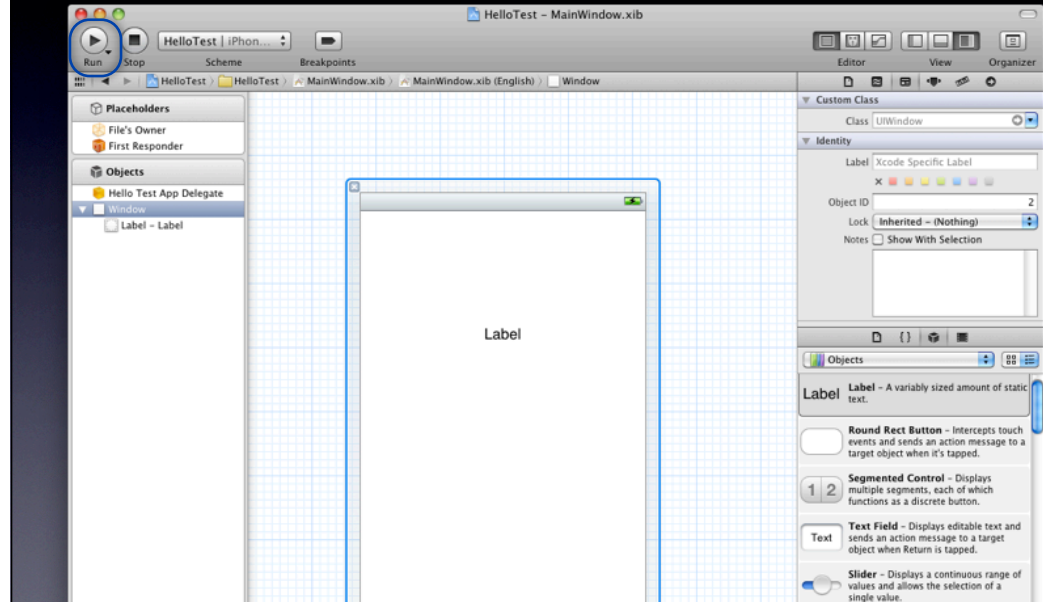 HelloTest – MainWindow.xib
HelloTest | iPhon...
Run Stop Scheme Breakpoints Editor View Organizer
HelloTest HelloTest MainWindow.xib MainWindow.xib (English) Window
Placeholders
File's Owner
First Responder
Objects
Hello Test App Delegate
Window
Label – Label
Label
Custom Class
Class UIWindow
Identity
Label Xcode Specific Label
Object ID 2
Lock Inherited – (Nothing)
Notes Show With Selection
{}
Objects
Label
Label – A variably sized amount of static
text.
Round Rect Button – Intercepts touch
events and sends an action message to a
target object when it's tapped.
1 2
Segmented Control – Displays
multiple segments, each of which
functions as a discrete button.
Text
Text Field – Displays editable text and
sends an action message to a target
object when Return is tapped.
Slider – Displays a continuous range of
values and allows the selection of a
single value.